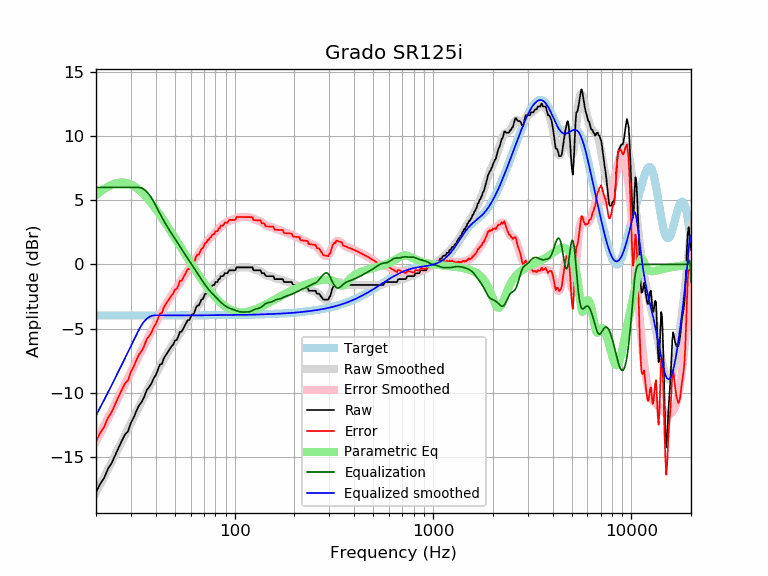 Grado SR125i
Amplitude (dBr)
15
10
5
0
−5
−10
−15
Target
Raw Smoothed
Error Smoothed
Raw
Error
Parametric Eq
Equalization
Equalized smoothed
100
1000
10000
Frequency (Hz)